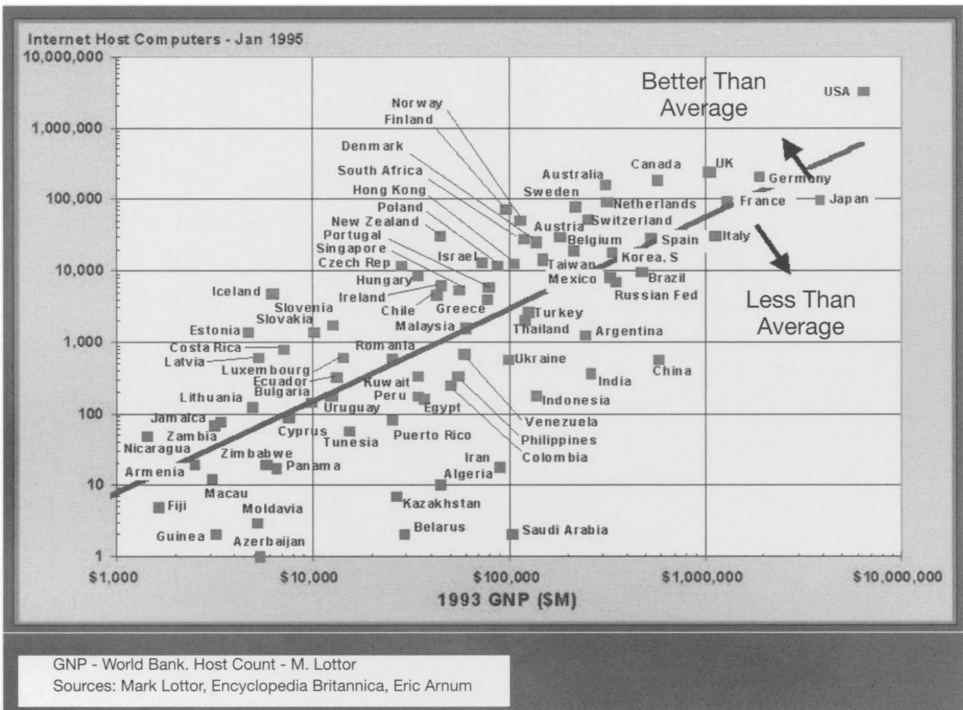 Internet Host Computers - Jan 1995
10,000,000
1,000,000
100,000
10,000
1,000
100
10
1
Better Than
Average
USA
Norway
Finland
Denmark
South Africa
Hong Kong
Poland
New Zealand
Portugal
Singapore
Czech Rep
Hungary
Ireland
Chile
Greece
Israel
Australia
Sweden
Canada
UK
Germany
Netherlands
Switzerland
Austria
Belgium
France
Japan
Spain
Italy
Taiwan
Korea, S
Mexico
Brazil
Russian Fed
Less Than
Average
Iceland
Slovenia
Slovakia
Estonia
Costa Rica
Latvia
Luxembourg
Ecuador
Bulgaria
Malaysia
Romania
Turkey
Thailand
Argentina
Ukraine
China
India
Indonesia
Kuwait
Peru
Egypt
Venezuela
Philippines
Colombia
Lithuania
Jamalca
Zambia
Nicaragua
Uruguay
Cyprus
Tunesia
Puerto Rico
Zimbabwe
Panama
Armenia
Macau
Iran
Algeria
Fiji
Moldavia
Kazakhstan
Guinea
Azerbaijan
Belarus
Saudi Arabia
$1,000
$10,000
$100,000
$1,000,000
$10,000,000
1993 GNP ($M)
GNP - World Bank. Host Count - M. Lottor
Sources: Mark Lottor, Encyclopedia Britannica, Eric Arnum